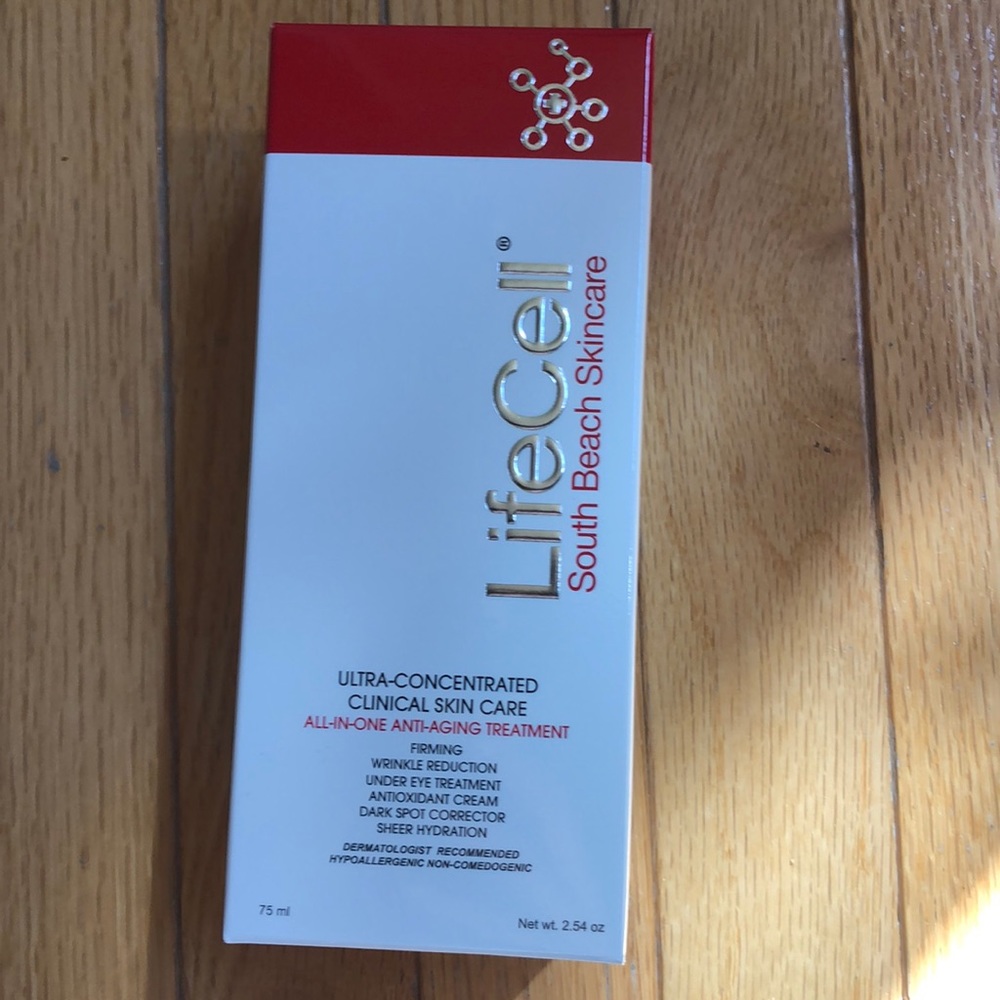 LifeCell®
South Beach Skincare
ULTRA-CONCENTRATED
CLINICAL SKIN CARE
ALL-IN-ONE ANTI-AGING TREATMENT
FIRMING
WRINKLE REDUCTION
UNDER EYE TREATMENT
ANTIOXIDANT CREAM
DARK SPOT CORRECTOR
SHEER HYDRATION
DERMATOLOGIST RECOMMENDED
HYPOALLERGENIC NON-COMEDOGENIC
75 ml
Net wt. 2.54 oz